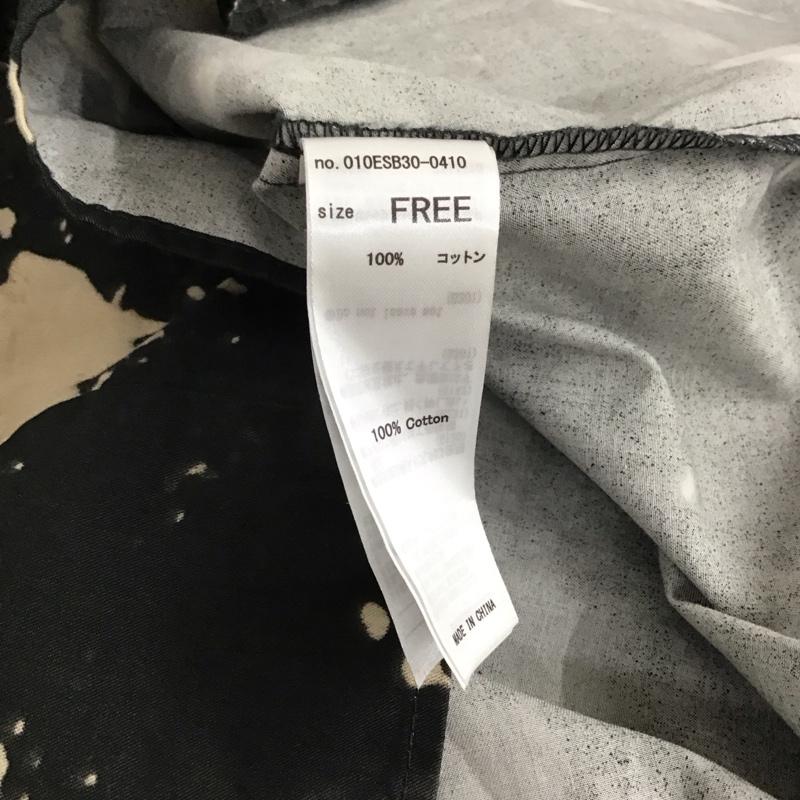 no. 010ESB30-0410
size FREE
100% コットン
100% Cotton
MADE IN CHINA